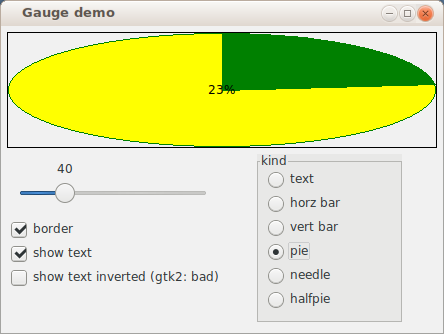 Gauge demo
23%
40
border
show text
show text inverted (gtk2: bad)
kind
text
horz bar
vert bar
pie
needle
halfpie